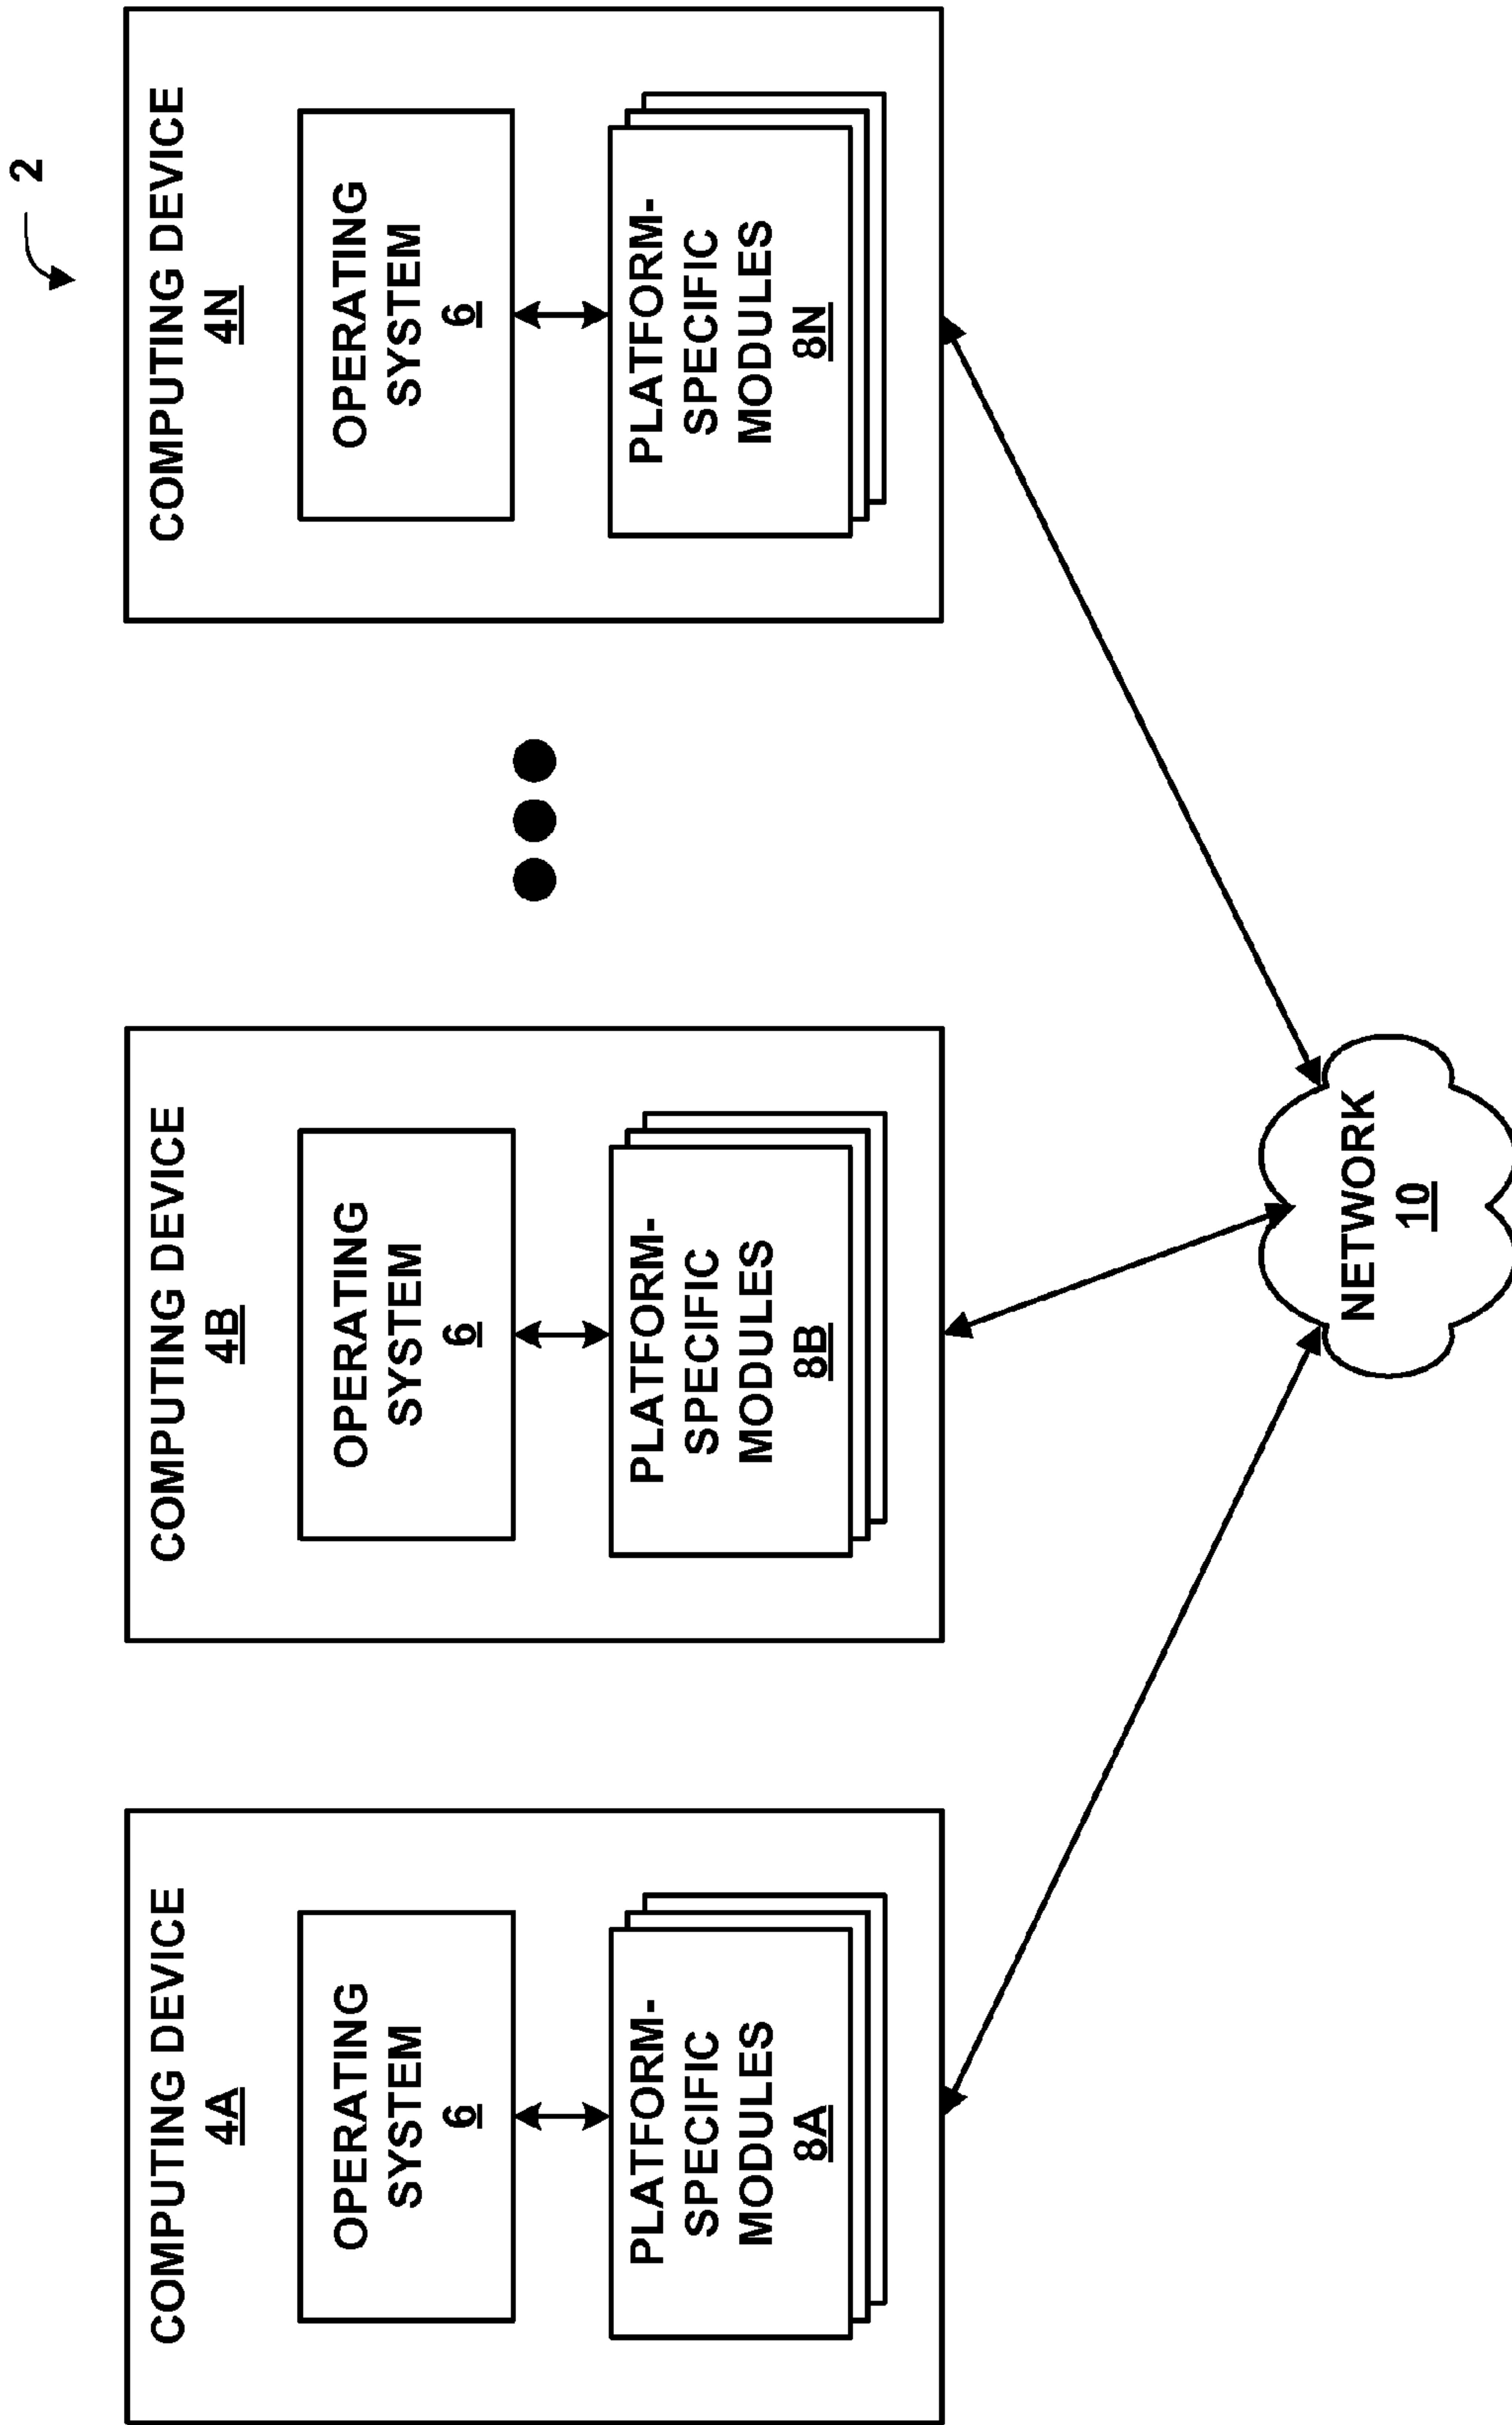 2
COMPUTING DEVICE
4A
OPERATING
SYSTEM
6
PLATFORM-
SPECIFIC
MODULES
8A
COMPUTING DEVICE
4B
OPERATING
SYSTEM
6
PLATFORM-
SPECIFIC
MODULES
8B
COMPUTING DEVICE
4N
OPERATING
SYSTEM
6
PLATFORM-
SPECIFIC
MODULES
8N
NETWORK
10